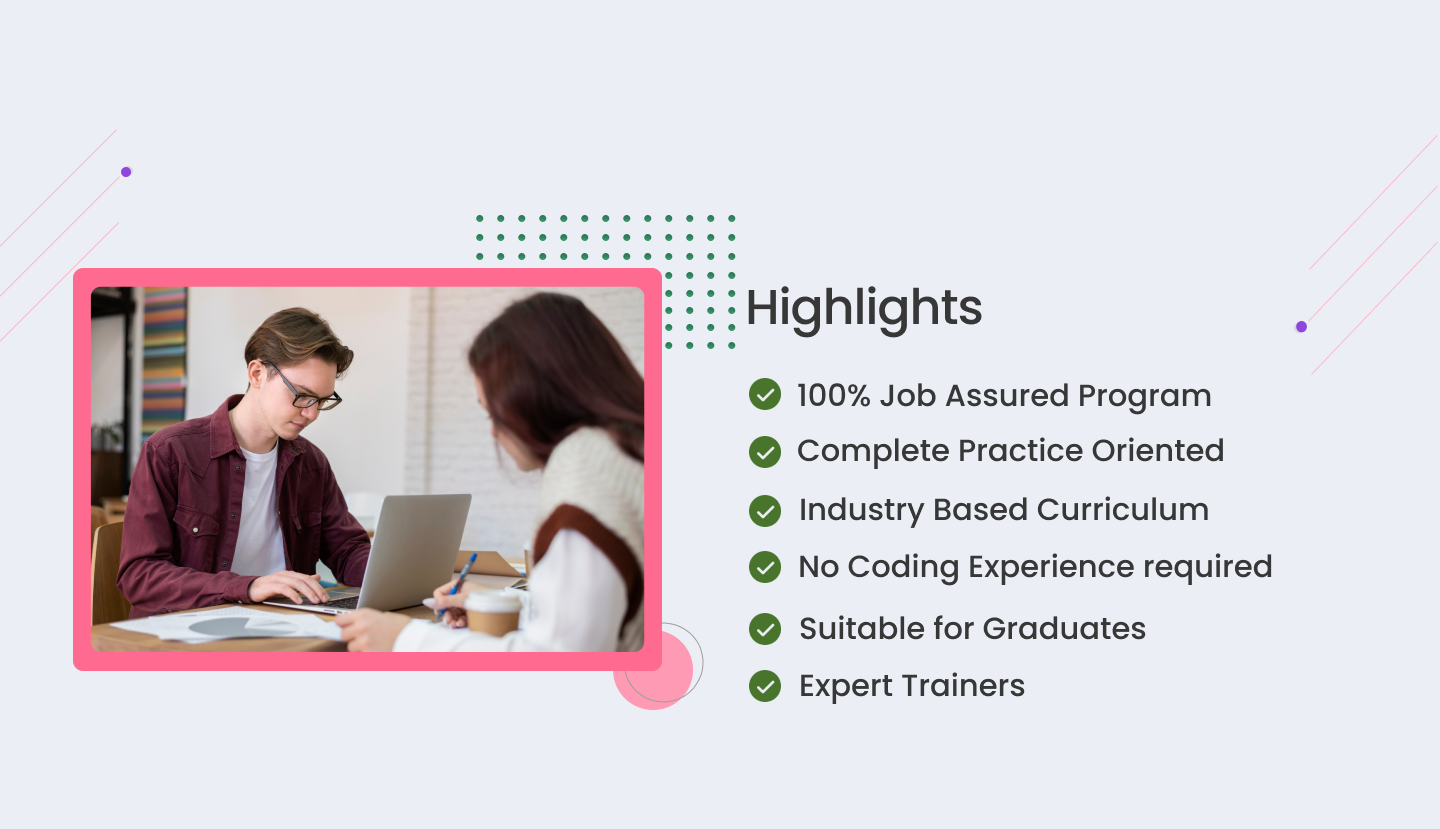 Highlights
100% Job Assured Program
Complete Practice Oriented
Industry Based Curriculum
No Coding Experience required
Suitable for Graduates
Expert Trainers